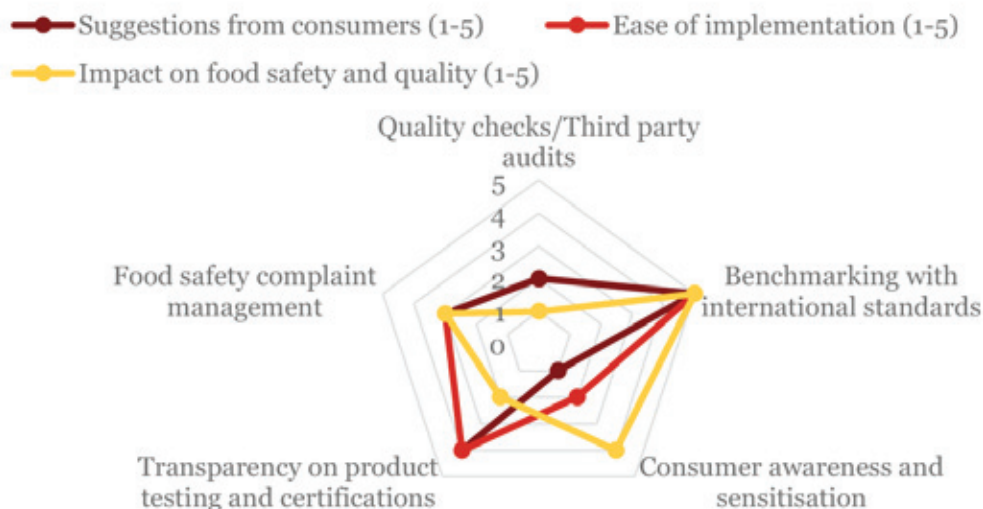 Suggestions from consumers (1-5)
Ease of implementation (1-5)
Impact on food safety and quality (1-5)
Quality checks/Third party
audits
5
4
3
2
1
0
Food safety complaint
management
Benchmarking with
international standards
Transparency on product
testing and certifications
Consumer awareness and
sensitisation